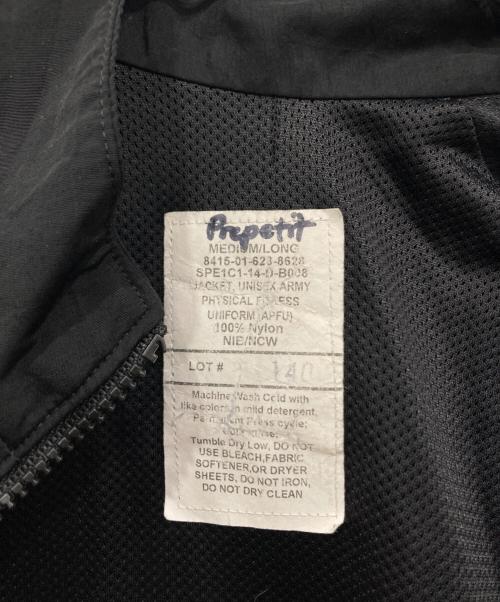 Prepetit
MEDIUM/LONG
8415-01-623-8628
SPE1C1-14-D-B008
JACKET, UNISEX ARMY
PHYSICAL FITNESS
UNIFORM (APFU)
100% Nylon
NIE/NCW
LOT # 140
Machine Wash Cold with
like colors in mild detergent,
Permanent Press cycle;
Tumble Dry Low, DO NOT
USE BLEACH,FABRIC
SOFTENER,OR DRYER
SHEETS, DO NOT IRON,
DO NOT DRY CLEAN